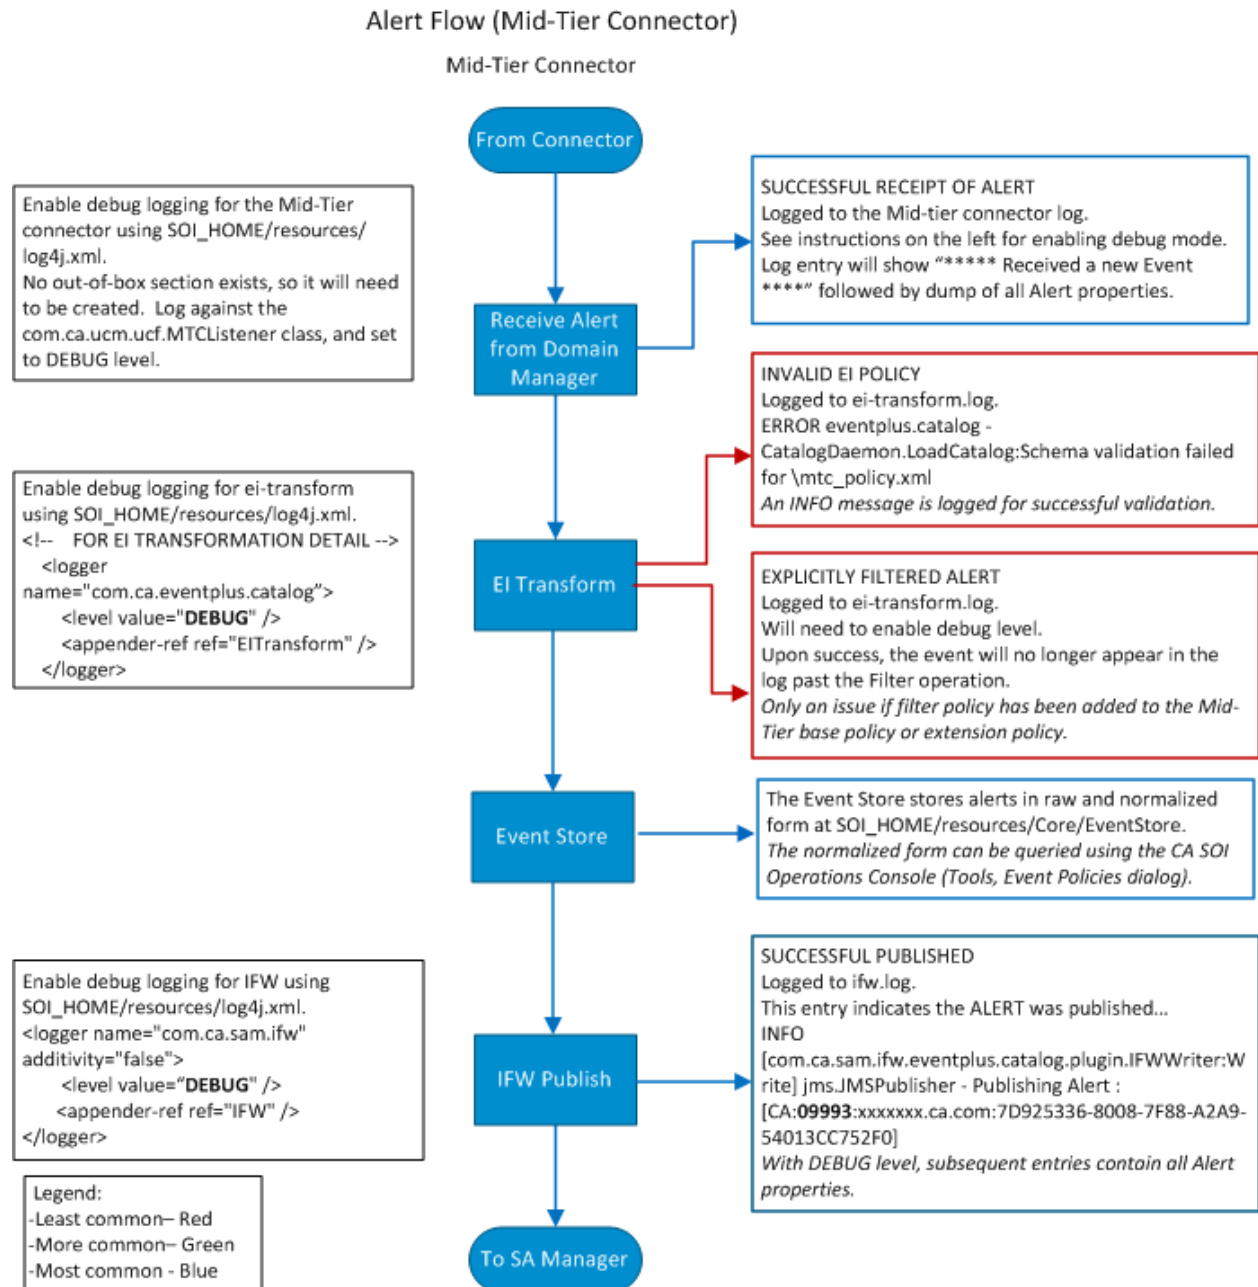 Alert Flow (Mid-Tier Connector)
Mid-Tier Connector
From Connector
Enable debug logging for the Mid-Tier
connector using SOI_HOME/resources/
log4j.xml.
No out-of-box section exists, so it will need
to be created.  Log against the
com.ca.ucm.ucf.MTCListener class, and set
to DEBUG level.
SUCCESSFUL RECEIPT OF ALERT
Logged to the Mid-tier connector log.
See instructions on the left for enabling debug mode.
Log entry will show “***** Received a new Event
****” followed by dump of all Alert properties.
Receive Alert
from Domain
Manager
INVALID EI POLICY
Logged to ei-transform.log.
ERROR eventplus.catalog -
CatalogDaemon.LoadCatalog:Schema validation failed
for \mtc_policy.xml
An INFO message is logged for successful validation.
Enable debug logging for ei-transform
using SOI_HOME/resources/log4j.xml.
<!--    FOR EI TRANSFORMATION DETAIL -->
<logger
name="com.ca.eventplus.catalog”>
<level value="DEBUG" />
<appender-ref ref="EITransform" />
</logger>
EI Transform
EXPLICITLY FILTERED ALERT
Logged to ei-transform.log.
Will need to enable debug level.
Upon success, the event will no longer appear in the
log past the Filter operation.
Only an issue if filter policy has been added to the Mid-
Tier base policy or extension policy.
Event Store
The Event Store stores alerts in raw and normalized
form at SOI_HOME/resources/Core/EventStore.
The normalized form can be queried using the CA SOI
Operations Console (Tools, Event Policies dialog).
Enable debug logging for IFW using
SOI_HOME/resources/log4j.xml.
<logger name="com.ca.sam.ifw"
additivity="false">
<level value=“DEBUG" />
<appender-ref ref="IFW" />
</logger>
IFW Publish
SUCCESSFUL PUBLISHED
Logged to ifw.log.
This entry indicates the ALERT was published...
INFO
[com.ca.sam.ifw.eventplus.catalog.plugin.IFWWriter:W
rite] jms.JMSPublisher - Publishing Alert :
[CA:09993:xxxxxxx.ca.com:7D925336-8008-7F88-A2A9-
54013CC752F0]
With DEBUG level, subsequent entries contain all Alert
properties.
Legend:
-Least common– Red
-More common– Green
-Most common - Blue
To SA Manager